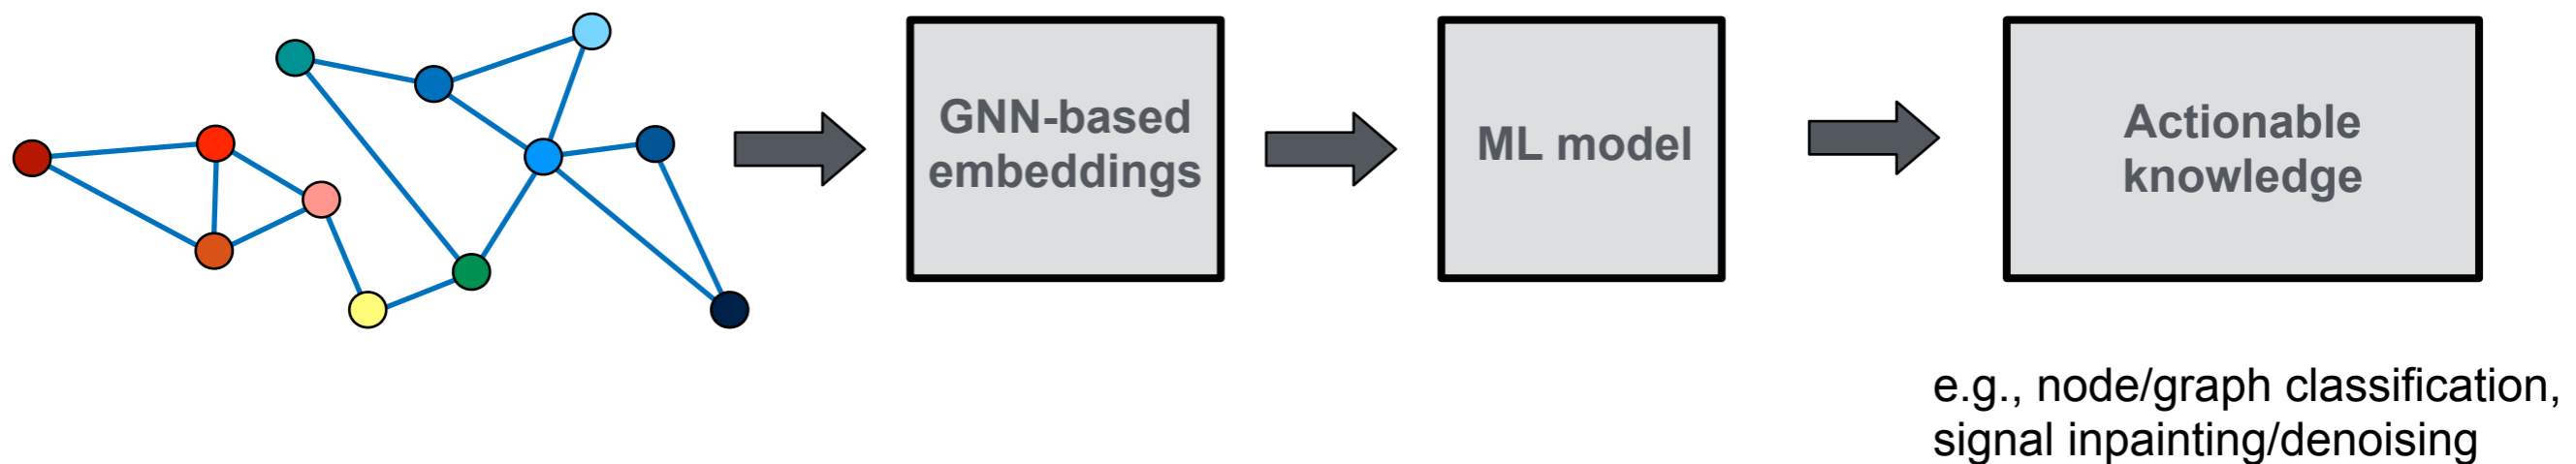 GNN-based
embeddings
ML model
Actionable
knowledge
e.g., node/graph classification,
signal inpainting/denoising